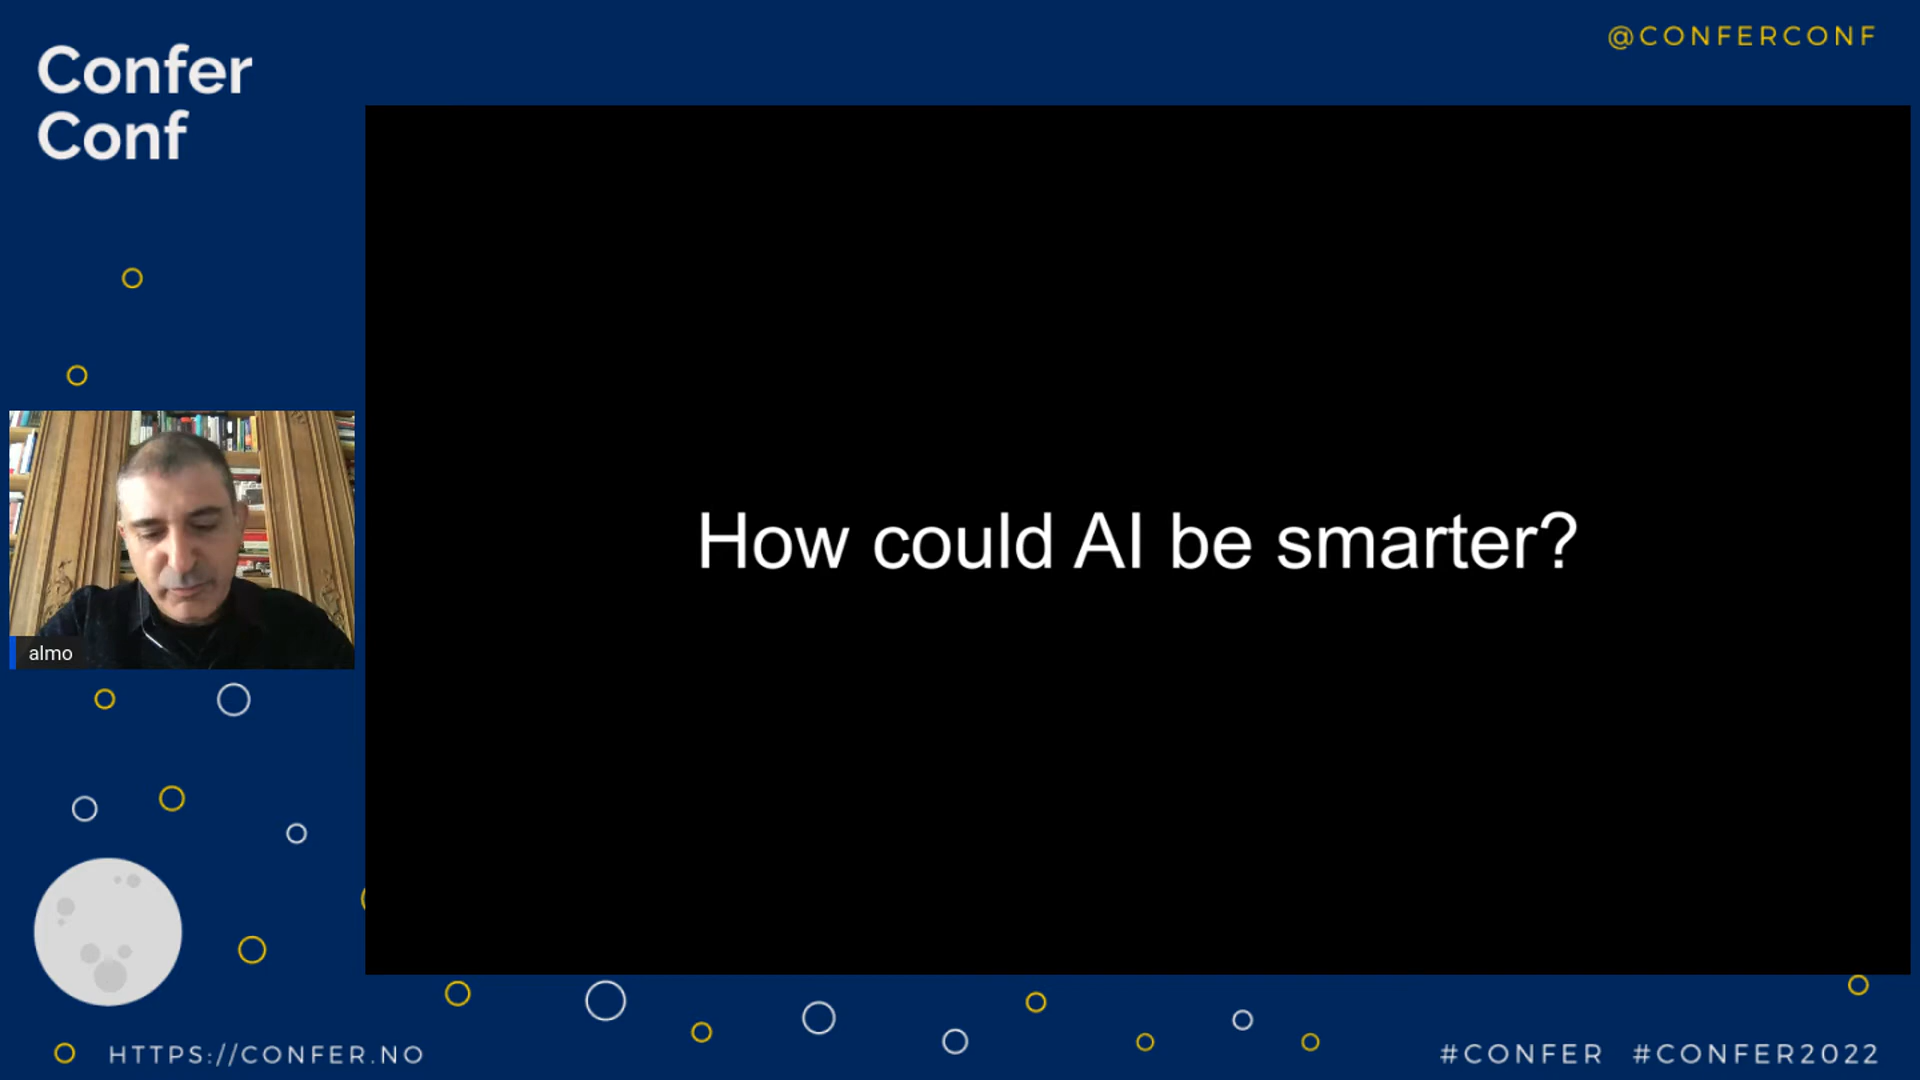 Confer
Conf
@CONFERCONF
How could AI be smarter?
almo
HTTPS://CONFER.NO
#CONFER #CONFER2022